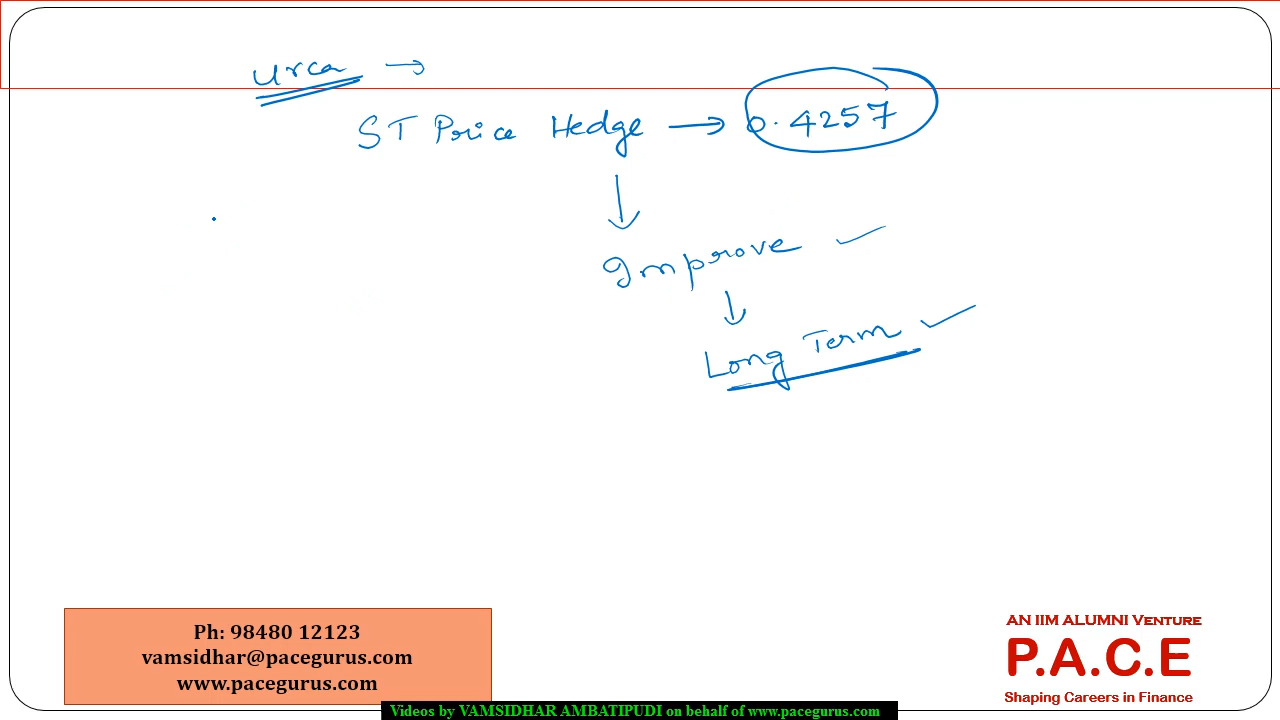 urca →
ST Price Hedge → 0.4257
↓
Improve ✓
↓
Long Term ✓
Ph: 98480 12123
vamsidhar@pacegurus.com
www.pacegurus.com
AN IIM ALUMNI VENTURE
P.A.C.E
Shaping Careers in Finance
Videos by VAMSIDHAR AMBATIPUDI on behalf of www.pacegurus.com